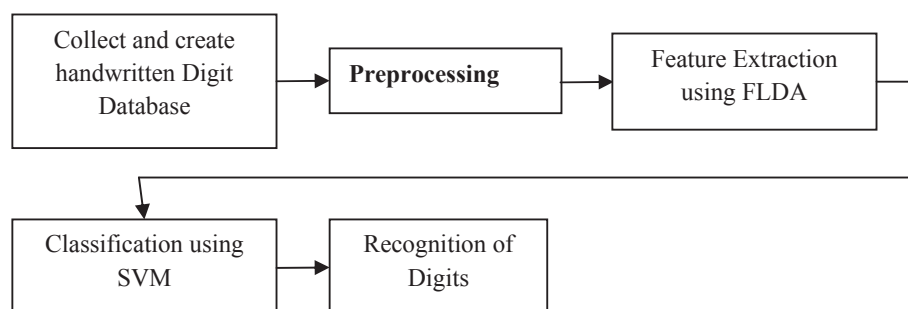 Collect and create
handwritten Digit
Database
Preprocessing
Feature Extraction
using FLDA
Classification using
SVM
Recognition of
Digits